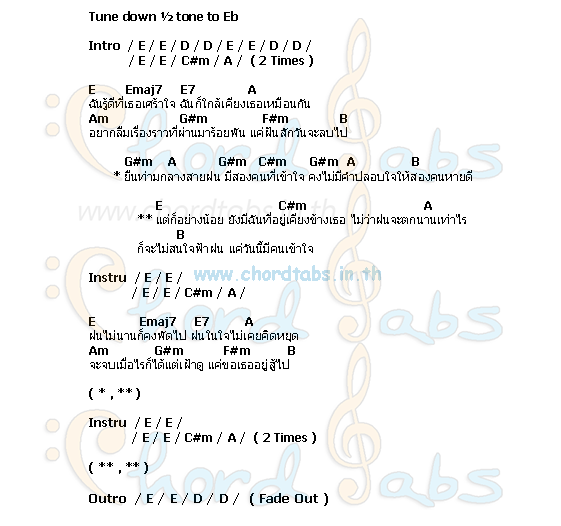 Tune down ½ tone to Eb
Intro / E / E / D / D / E / E / D / D /
/ E / E / C#m / A / ( 2 Times )
E Emaj7 E7 A
ฉันรู้ดีที่เธอเศร้าใจ ฉันก็ใกล้เคียงเธอเหมือนกัน
Am G#m F#m B
อยากลืมเรื่องราวที่ผ่านมาร้อยพัน แค่ฝืนสักวันจะลบไป
G#m A G#m C#m G#m A B
* ยืนท่ามกลางสายฝน มีสองคนที่เข้าใจ คงไม่มีคำปลอบใจให้สองคนหายดี
E C#m A
** แต่ก็อย่างน้อย ยังมีฉันที่อยู่เคียงข้างเธอ ไม่ว่าฝนจะตกนานเท่าไร
B
ก็จะไม่สนใจฟ้าฝน แค่วันนี้มีคนเข้าใจ
www.chordtabs.in.th
Instru / E / E /
/ E / E / C#m / A /
E Emaj7 E7 A
ฝนไม่นานก็คงพัดไป ฝนในใจไม่เคยคิดหยุด
Am G#m F#m B
จะจบเมื่อไรก็ได้แต่เฝ้าดู แค่ขอเธออยู่สู้ไป
( * , ** )
Instru / E / E /
/ E / E / C#m / A / ( 2 Times )
( ** , ** )
Outro / E / E / D / D / ( Fade Out )